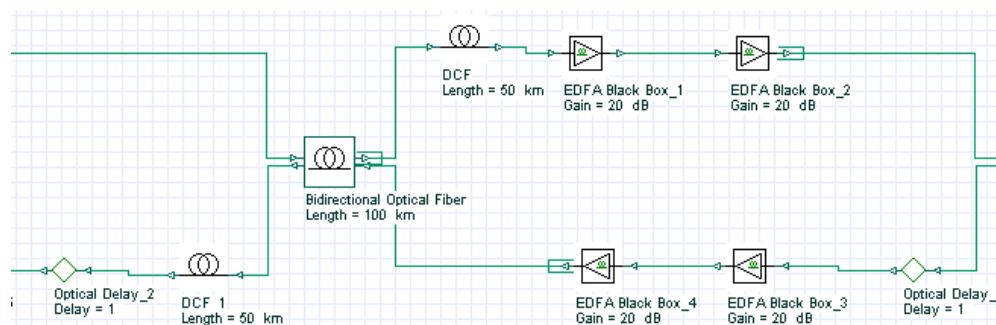 DCF
Length = 50 km
EDFA Black Box_1
Gain = 20 dB
EDFA Black Box_2
Gain = 20 dB
Bidirectional Optical Fiber
Length = 100 km
Optical Delay_2
Delay = 1
DCF_1
Length = 50 km
EDFA Black Box_4
Gain = 20 dB
EDFA Black Box_3
Gain = 20 dB
Optical Delay_
Delay = 1